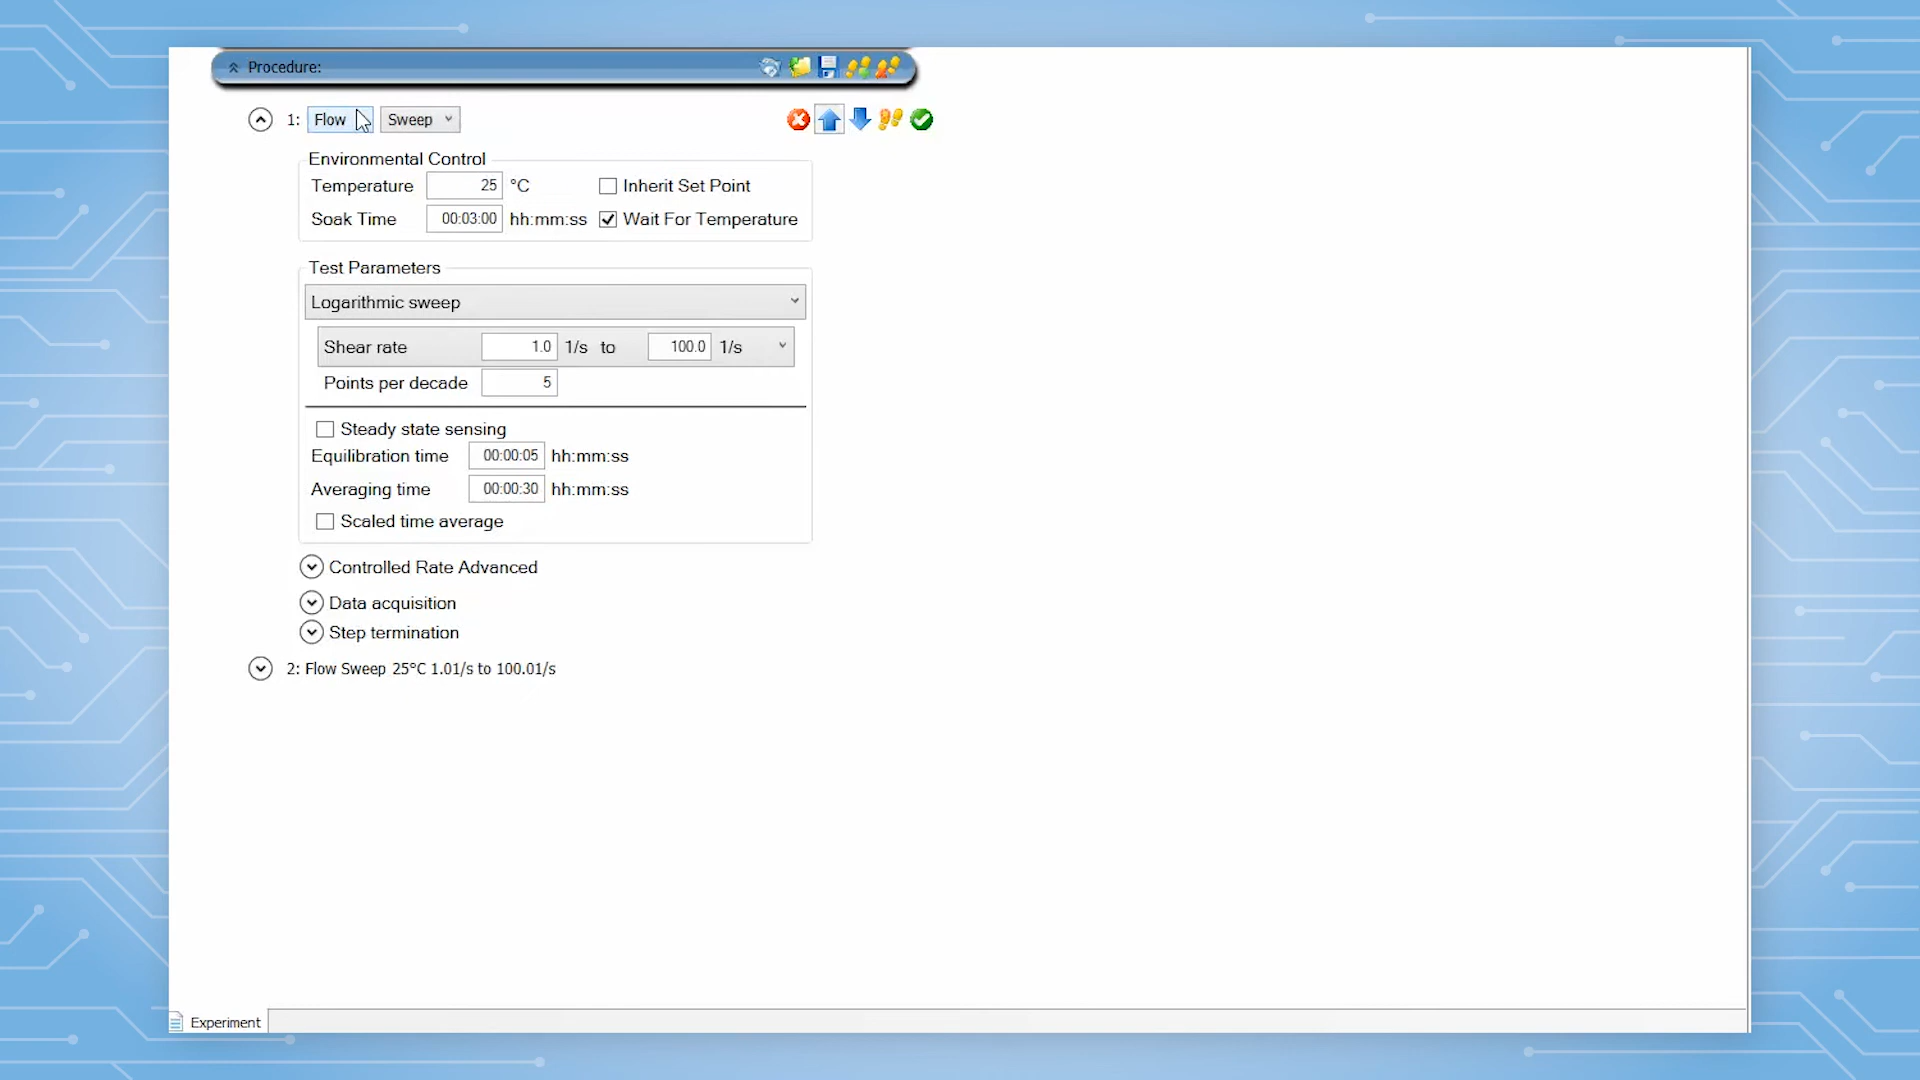 Procedure:
1: Flow Sweep
Environmental Control
Temperature 25 °C Inherit Set Point
Soak Time 00:03:00 hh:mm:ss Wait For Temperature
Test Parameters
Logarithmic sweep
Shear rate 1.0 1/s to 100.0 1/s
Points per decade 5
Steady state sensing
Equilibration time 00:00:05 hh:mm:ss
Averaging time 00:00:30 hh:mm:ss
Scaled time average
Controlled Rate Advanced
Data acquisition
Step termination
2: Flow Sweep 25°C 1.01/s to 100.01/s
Experiment